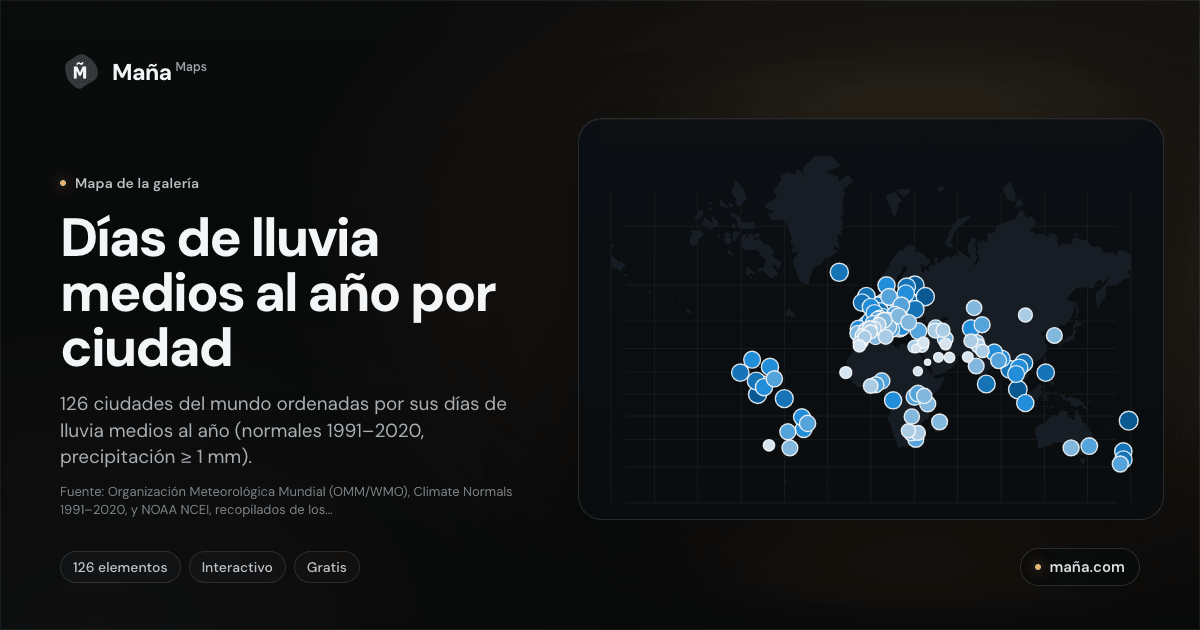 M̃
Maña Maps
Mapa de la galería
Días de lluvia
medios al año por
ciudad
126 ciudades del mundo ordenadas por sus días de
lluvia medios al año (normales 1991–2020,
precipitación ≥ 1 mm).
Fuente: Organización Meteorológica Mundial (OMM/WMO), Climate Normals
1991–2020, y NOAA NCEI, recopilados de los…
126 elementos
Interactivo
Gratis
maña.com